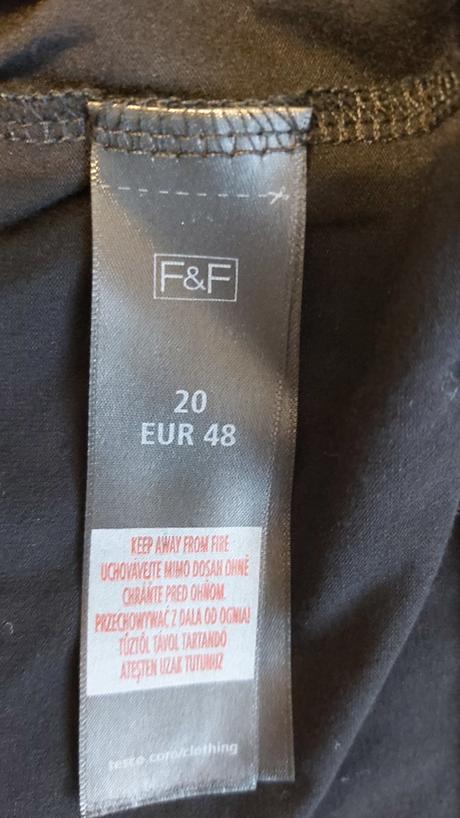 F&F
20
EUR 48
KEEP AWAY FROM FIRE
UCHOVÁVEJTE MIMO DOSAH OHNĚ
CHRÁŇTE PRED OHŇOM.
PRZECHOWYWAĆ Z DALA OD OGNIA!
TŰZTŐL TÁVOL TARTANDÓ
ATEŞTEN UZAK TUTUNUZ
tesco.com/clothing